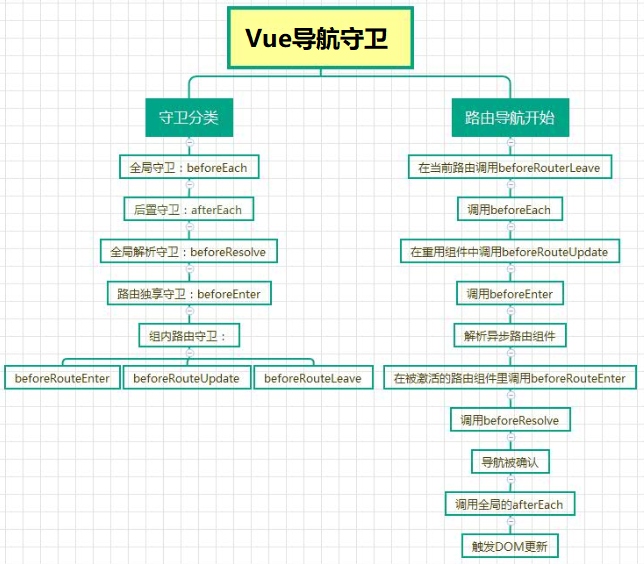 Vue导航守卫
守卫分类
全局守卫：beforeEach
后置守卫：afterEach
全局解析守卫：beforeResolve
路由独享守卫：beforeEnter
组内路由守卫：
beforeRouteEnter
beforeRouteUpdate
beforeRouteLeave
路由导航开始
在当前路由调用beforeRouterLeave
调用beforeEach
在重用组件中调用beforeRouteUpdate
调用beforeEnter
解析异步路由组件
在被激活的路由组件里调用beforeRouteEnter
调用beforeResolve
导航被确认
调用全局的afterEach
触发DOM更新